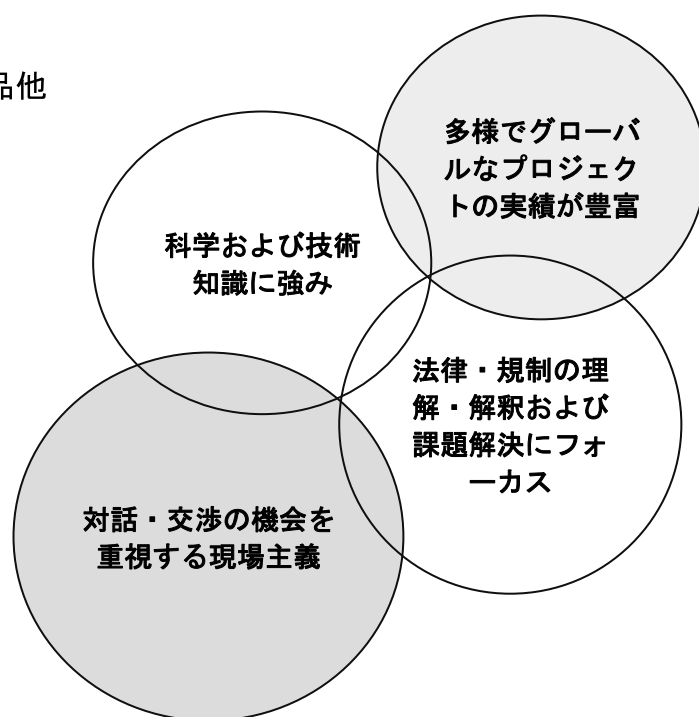 品他
多様でグローバ
ルなプロジェク
トの実績が豊富
科学および技術
知識に強み
法律・規制の理
解・解釈および
課題解決にフォ
ーカス
対話・交渉の機会を
重視する現場主義